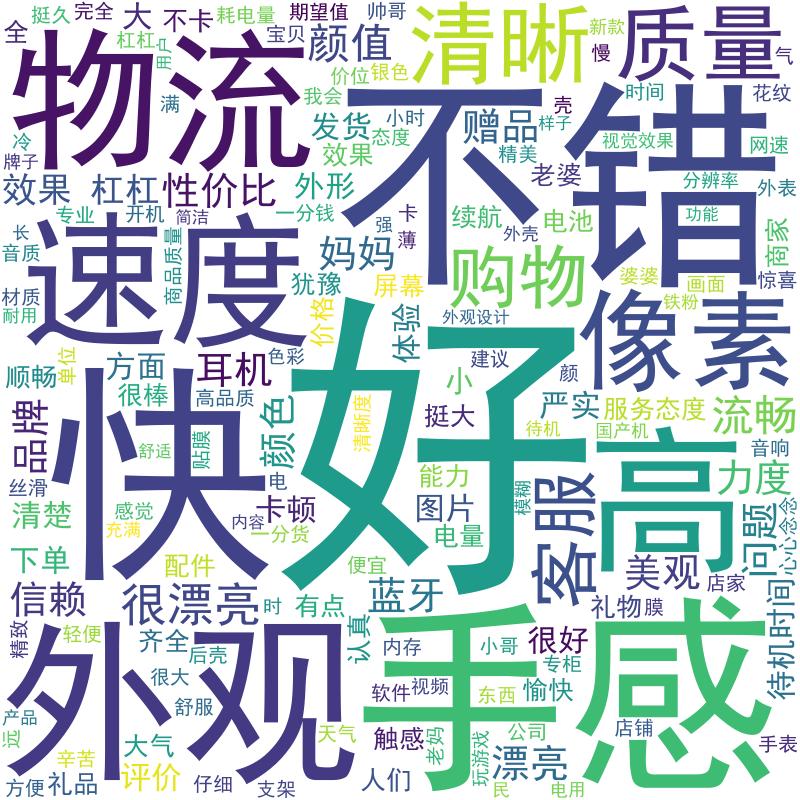 挺久 完全 大 不卡 耗电量 期望值 帅哥 新款
全 杠杠 用户 宝贝 颜值 价位 银色 清晰 慢 质量 气
物流 满 我会 小时 壳 时间 花纹
冷 发货 态度 赠品 样子 视觉效果 网速
牌子 效果 不错 精美 老婆
效果 杠杠 性价比 外形 分辨率 外表
专业 开机 简洁 一分钱 强 卡 薄 续航 电池 功能 商家
长 速度 商品质量 妈妈 外壳
音质 犹豫 购物 婆婆 画面 惊喜
材质 价格 屏幕 铁粉
耐用 体验 外观设计 像素
顺畅 单位 方面 耳机 色彩 建议 颜
很棒 高品质 小 严实 服务态度 流畅
品牌 快 颜色 清晰度 好 挺大 待机 国产机 音响
舒适 贴膜 高 力度
丝滑 电 能力 模糊 客服
清楚 感觉 卡顿 图片 问题 心心念念
充满 内容 一分货 电量
下单 配件 便宜 美观 店家
信赖 很漂亮 时 有点 蓝牙 礼物 膜 待机时间
精致 轻便 齐全 认真 内存 小哥 很好
外观 后壳 手感 专柜
很大 软件 视频 东西 愉快
产品 舒服 触感 公司 店铺
远 大气 天气 老妈 玩游戏 漂亮 手表
辛苦 评价
方便 礼品 仔细 支架 人们 民 电用